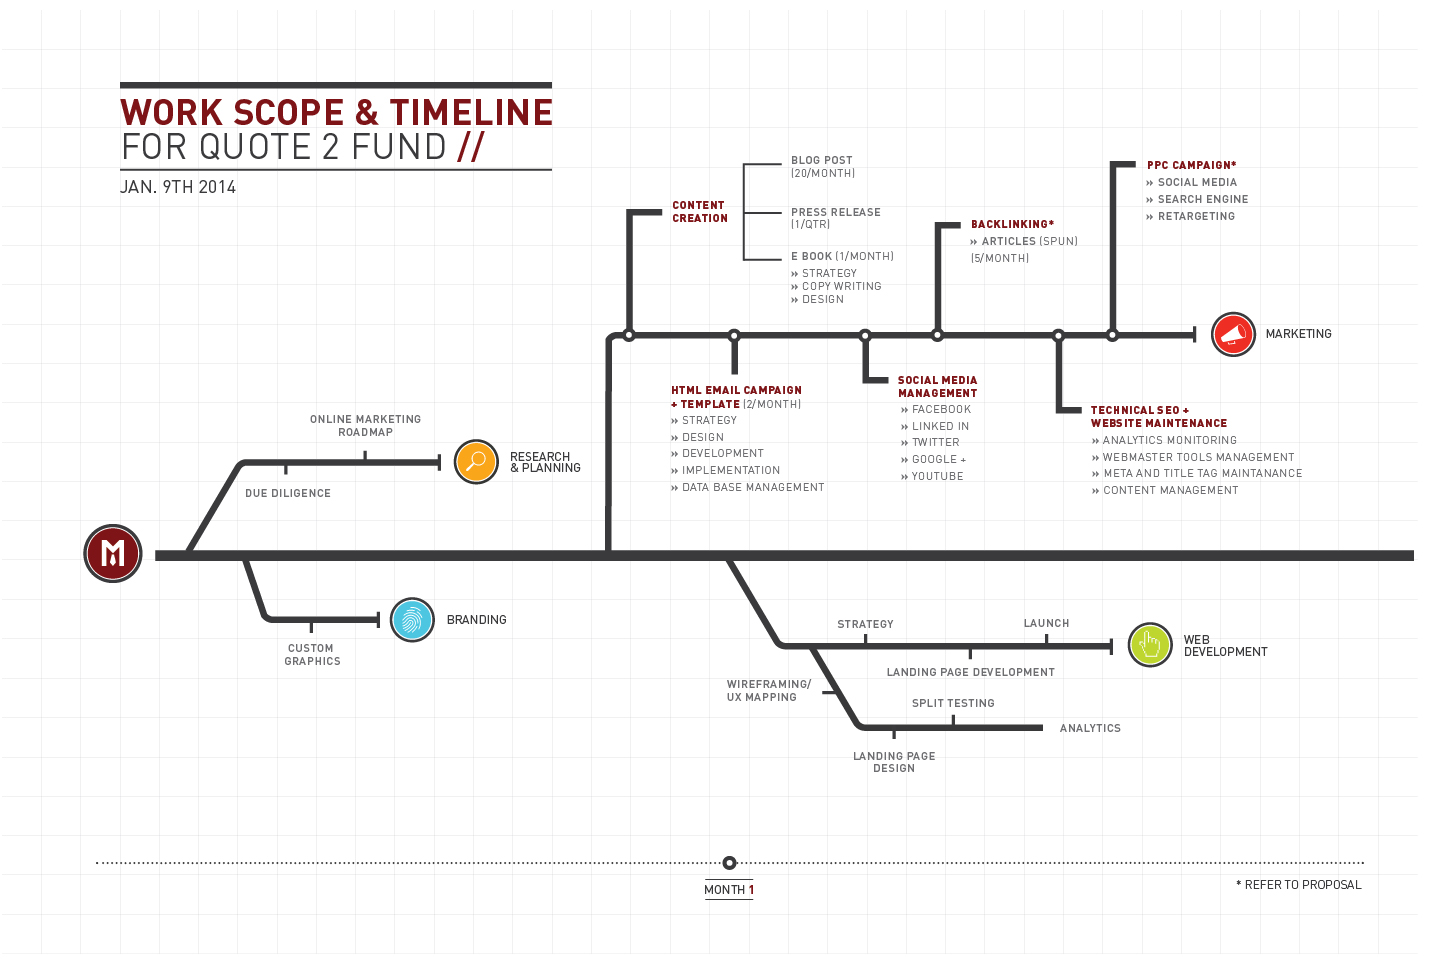 WORK SCOPE & TIMELINE
FOR QUOTE 2 FUND //
JAN. 9TH 2014
CONTENT
CREATION
BLOG POST
(20/MONTH)
PRESS RELEASE
(1/QTR)
E BOOK (1/MONTH)
» STRATEGY
» COPY WRITING
» DESIGN
BACKLINKING*
» ARTICLES (SPUN)
(5/MONTH)
PPC CAMPAIGN*
» SOCIAL MEDIA
» SEARCH ENGINE
» RETARGETING
MARKETING
HTML EMAIL CAMPAIGN
+ TEMPLATE (2/MONTH)
» STRATEGY
» DESIGN
» DEVELOPMENT
» IMPLEMENTATION
» DATA BASE MANAGEMENT
SOCIAL MEDIA
MANAGEMENT
» FACEBOOK
» LINKED IN
» TWITTER
» GOOGLE +
» YOUTUBE
TECHNICAL SEO +
WEBSITE MAINTENANCE
» ANALYTICS MONITORING
» WEBMASTER TOOLS MANAGEMENT
» META AND TITLE TAG MAINTANANCE
» CONTENT MANAGEMENT
ONLINE MARKETING
ROADMAP
DUE DILIGENCE
RESEARCH
& PLANNING
M
CUSTOM
GRAPHICS
BRANDING
STRATEGY
LAUNCH
LANDING PAGE DEVELOPMENT
WEB
DEVELOPMENT
WIREFRAMING/
UX MAPPING
SPLIT TESTING
ANALYTICS
LANDING PAGE
DESIGN
MONTH 1
* REFER TO PROPOSAL